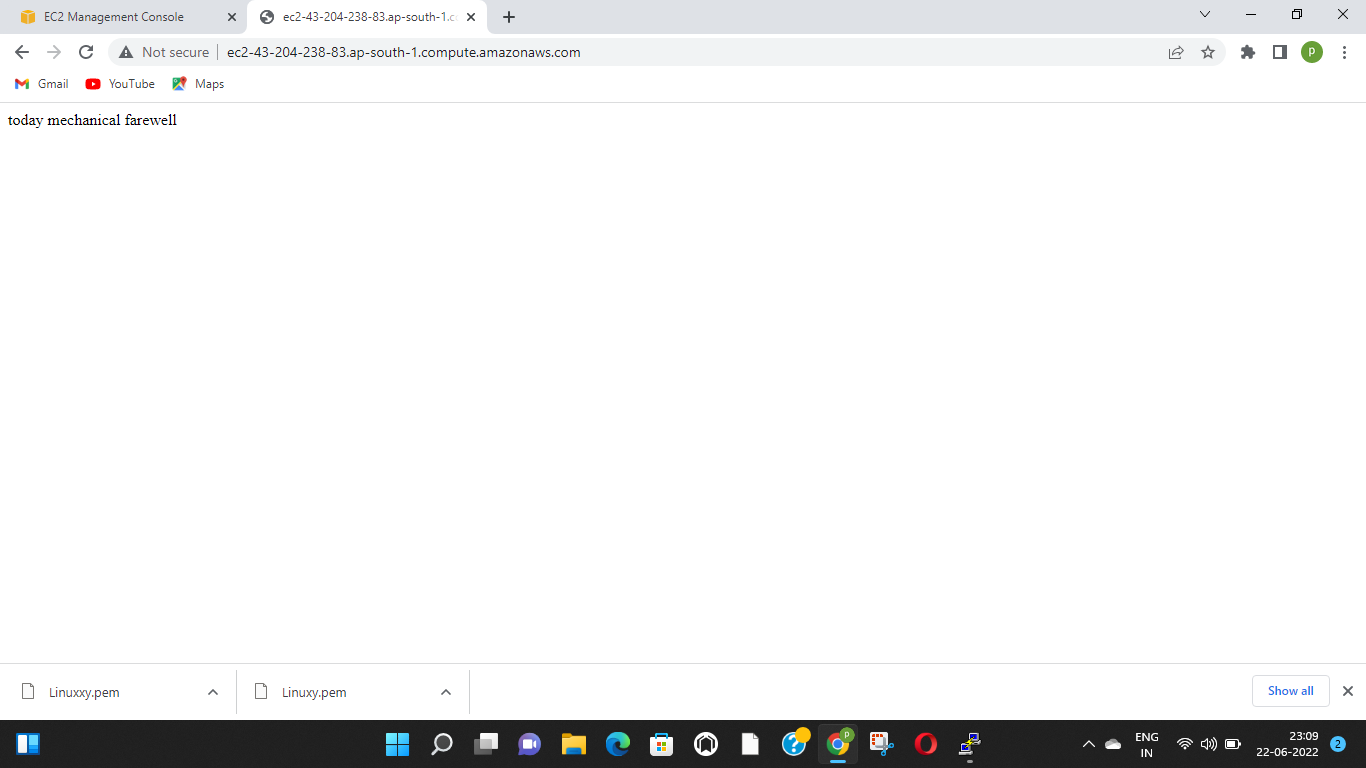 EC2 Management Console
ec2-43-204-238-83.ap-south-1.c
Not secure
ec2-43-204-238-83.ap-south-1.compute.amazonaws.com
P
Gmail
YouTube
Maps
today mechanical farewell
Linuxxy.pem
Linuxy.pem
Show all
P
ENG
IN
23:09
22-06-2022
2